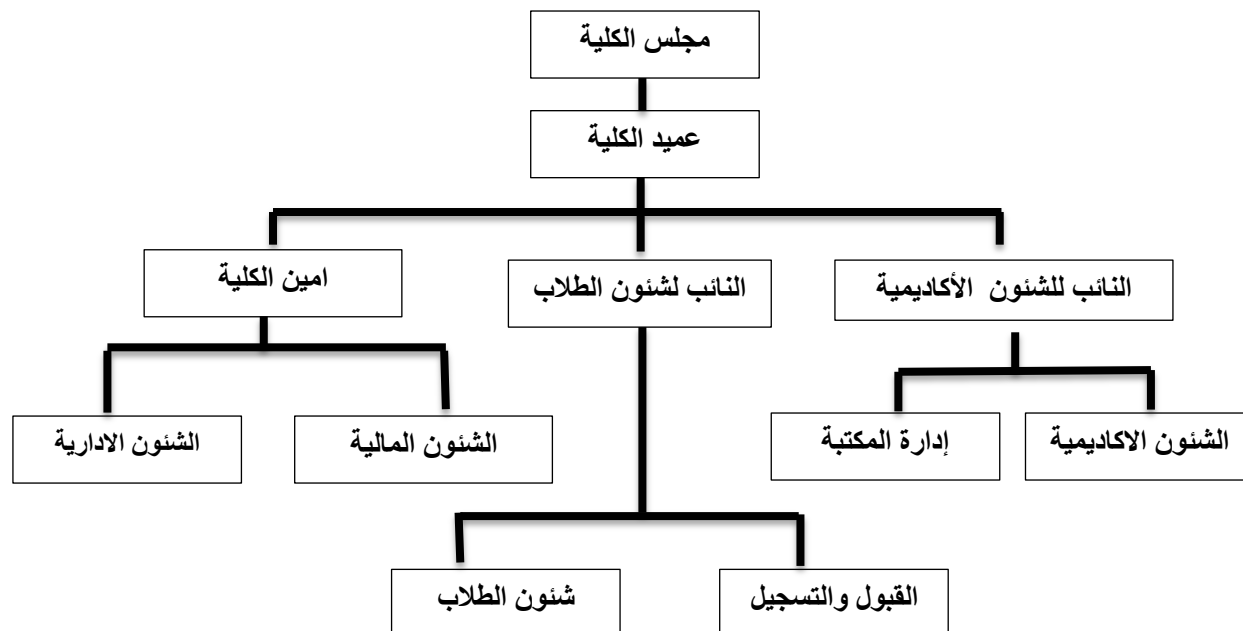 مجلس الكلية
عميد الكلية
النائب للشئون الأكاديمية
النائب لشئون الطلاب
امين الكلية
الشئون الاكاديمية
إدارة المكتبة
الشئون المالية
الشئون الادارية
القبول والتسجيل
شئون الطلاب